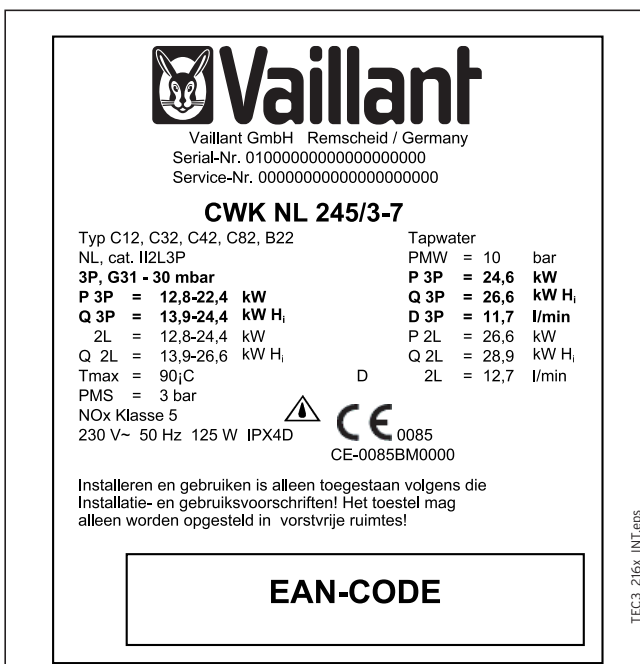 Vaillant
Vaillant GmbH Remscheid / Germany
Serial-Nr. 01000000000000000000
Service-Nr. 00000000000000000000
CWK NL 245/3-7
Typ C12, C32, C42, C82, B22
NL, cat. II2L3P
3P, G31 - 30 mbar
P 3P = 12,8-22,4 kW
Q 3P = 13,9-24,4 kW Hi
2L = 12,8-24,4 kW
Q 2L = 13,9-26,6 kW Hi
Tmax = 90¡C
PMS = 3 bar
NOx Klasse 5
230 V~ 50 Hz 125 W IPX4D
Tapwater
PMW = 10 bar
P 3P = 24,6 kW
Q 3P = 26,6 kW Hi
D 3P = 11,7 l/min
P 2L = 26,6 kW
Q 2L = 28,9 kW Hi
D 2L = 12,7 l/min
CE 0085
CE-0085BM0000
Installeren en gebruiken is alleen toegestaan volgens die
Installatie- en gebruiksvoorschriften! Het toestel mag
alleen worden opgesteld in vorstvrije ruimtes!
EAN-CODE
TEC3_216x_INT.eps